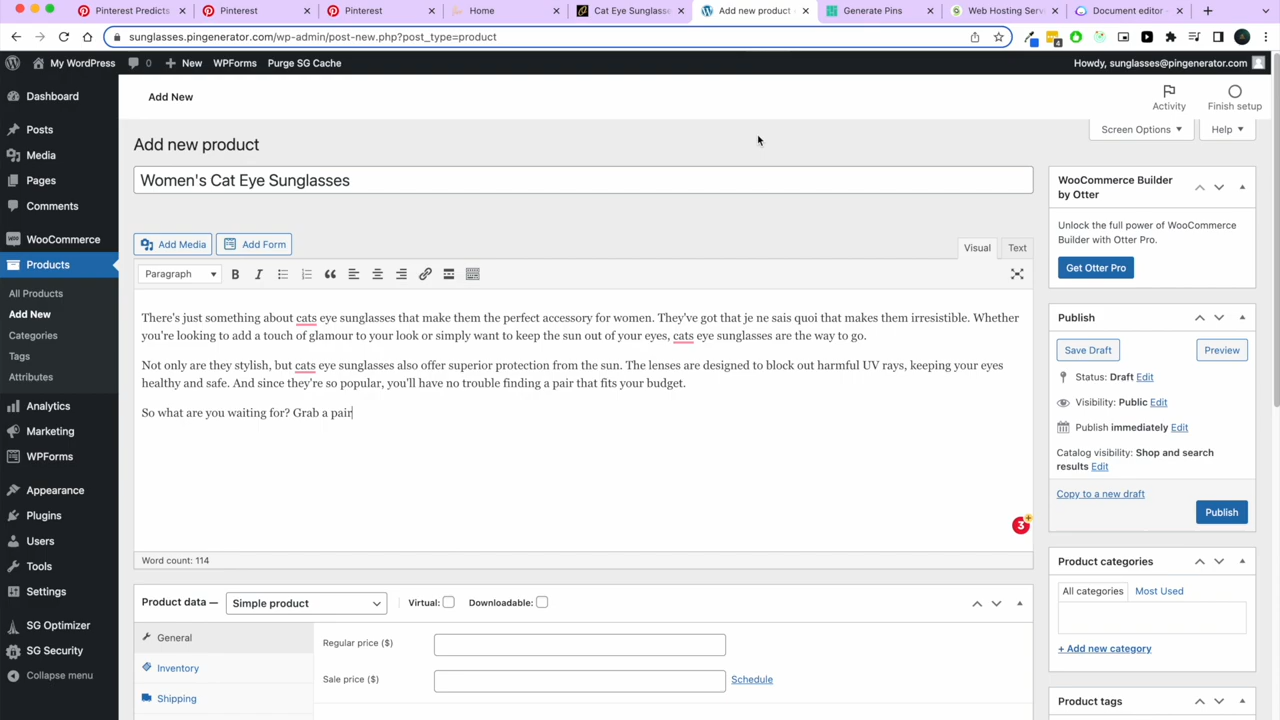 Pinterest Predicts
Pinterest
Pinterest
Home
Cat Eye Sunglasse
Add new product
Generate Pins
Web Hosting Serv
Document editor -
sunglasses.pingenerator.com/wp-admin/post-new.php?post_type=product
4
My WordPress
0
New
WPForms
Purge SG Cache
Howdy, sunglasses@pingenerator.com
Dashboard
Posts
Media
Pages
Comments
WooCommerce
Products
All Products
Add New
Categories
Tags
Attributes
Analytics
Marketing
WPForms
Appearance
Plugins
Users
Tools
Settings
SG Optimizer
SG Security
Collapse menu
Add New
Activity
Finish setup
Screen Options
Help
Add new product
Women's Cat Eye Sunglasses
Add Media
Add Form
Visual
Text
Paragraph
B
I
There's just something about cats eye sunglasses that make them the perfect accessory for women. They've got that je ne sais quoi that makes them irresistible. Whether
you're looking to add a touch of glamour to your look or simply want to keep the sun out of your eyes, cats eye sunglasses are the way to go.
Not only are they stylish, but cats eye sunglasses also offer superior protection from the sun. The lenses are designed to block out harmful UV rays, keeping your eyes
healthy and safe. And since they're so popular, you'll have no trouble finding a pair that fits your budget.
So what are you waiting for? Grab a pair
3
Word count: 114
Product data —
Simple product
Virtual:
Downloadable:
General
Inventory
Shipping
Regular price ($)
Sale price ($)
Schedule
WooCommerce Builder
by Otter
Unlock the full power of WooCommerce
Builder with Otter Pro.
Get Otter Pro
Publish
Save Draft
Preview
Status: Draft Edit
Visibility: Public Edit
Publish immediately Edit
Catalog visibility: Shop and search
results Edit
Copy to a new draft
Publish
Product categories
All categories
Most Used
+ Add new category
Product tags